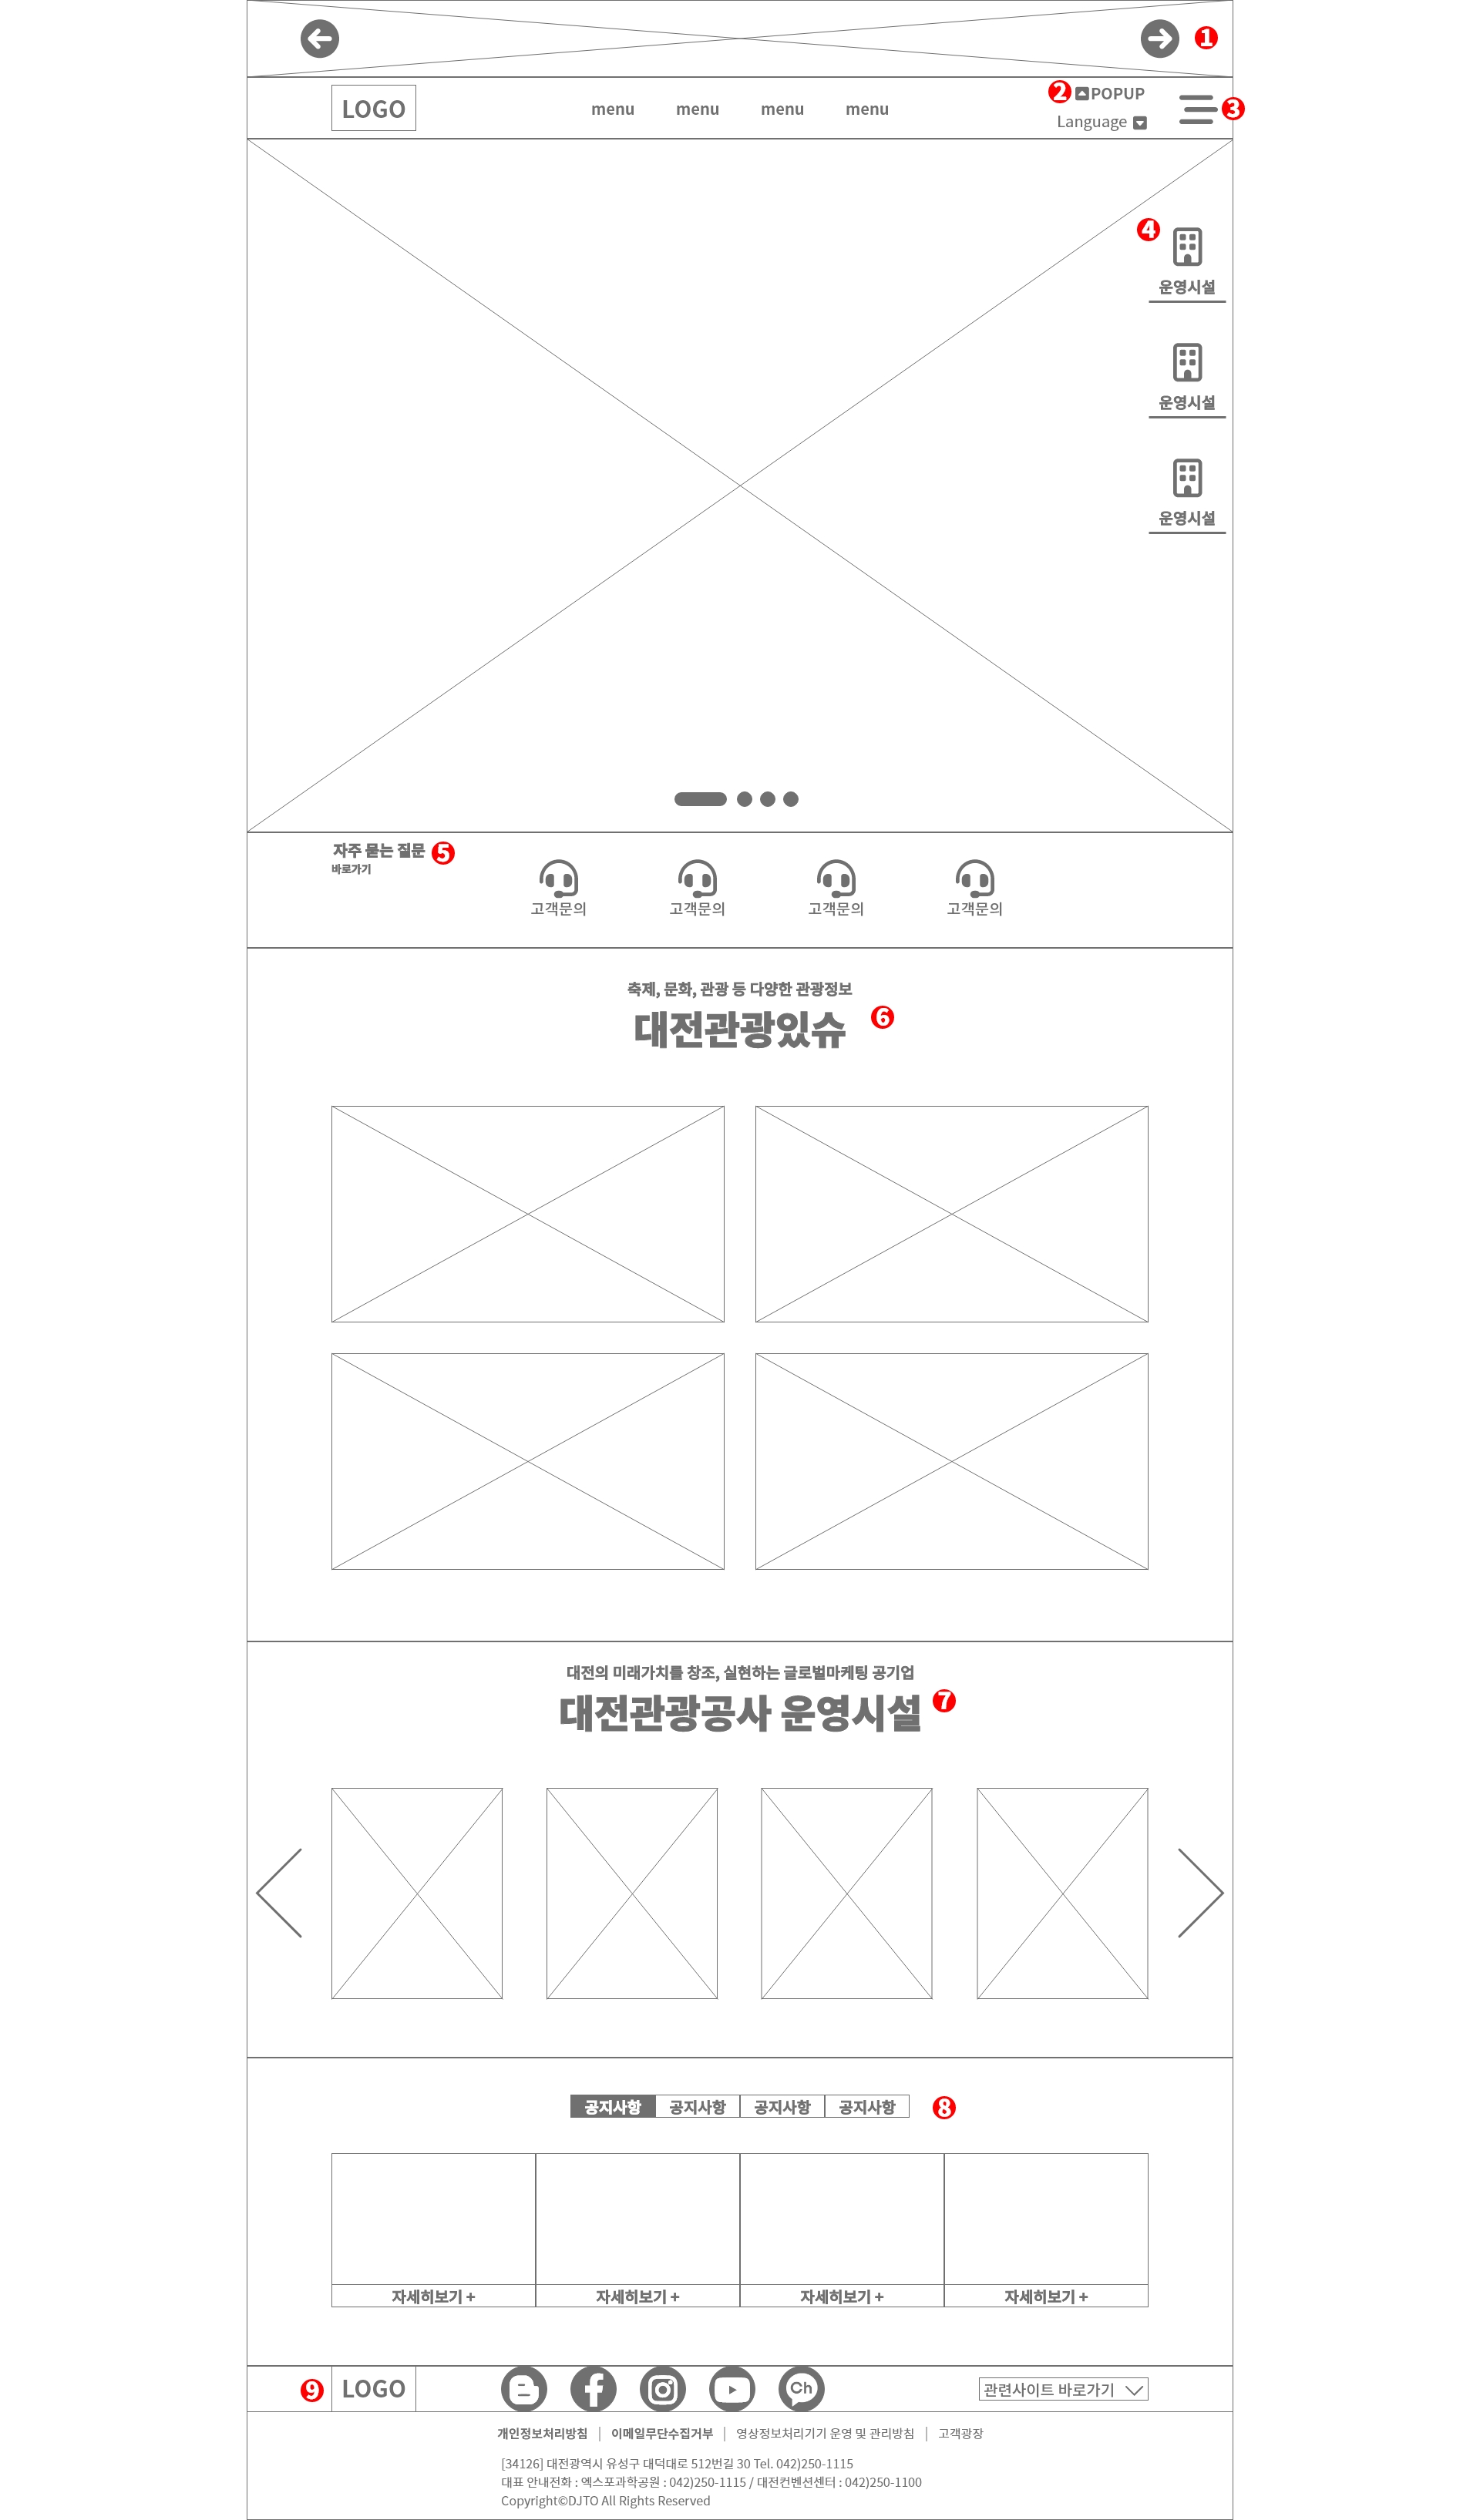 1
2 POPUP
LOGO menu menu menu menu
3
Language
4
운영시설
운영시설
운영시설
자주 묻는 질문 5
바로가기
고객문의 고객문의 고객문의 고객문의
축제, 문화, 관광 등 다양한 관광정보
대전관광있슈 6
대전의 미래가치를 창조, 실현하는 글로벌마케팅 공기업
대전관광공사 운영시설 7
공지사항 공지사항 공지사항 공지사항 8
자세히보기 + 자세히보기 + 자세히보기 + 자세히보기 +
9 LOGO Ch 관련사이트 바로가기
개인정보처리방침 | 이메일무단수집거부 | 영상정보처리기기 운영 및 관리방침 | 고객광장
[34126] 대전광역시 유성구 대덕대로 512번길 30 Tel. 042)250-1115
대표 안내전화 : 엑스포과학공원 : 042)250-1115 / 대전컨벤션센터 : 042)250-1100
Copyright©DJTO All Rights Reserved